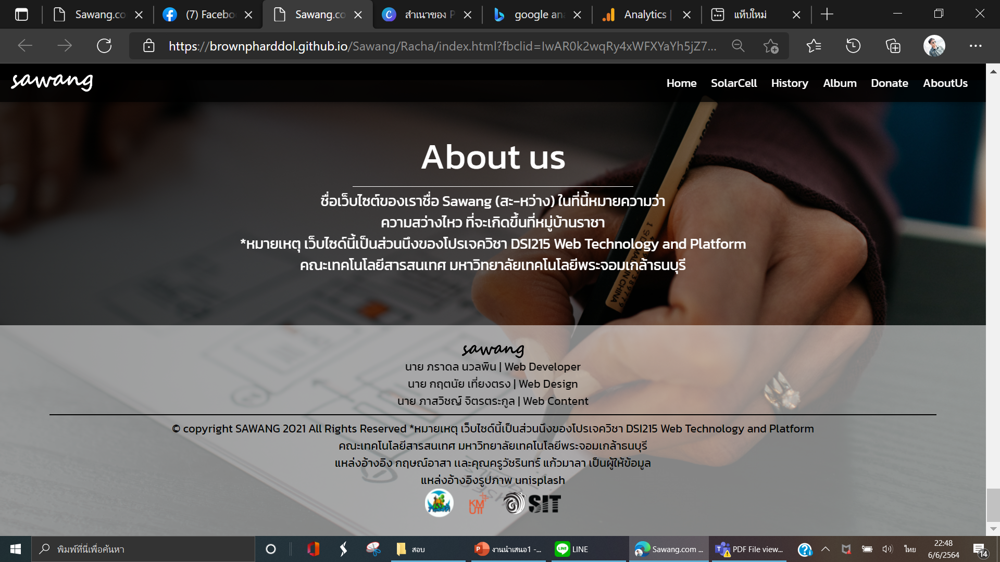 Sawang.co
(7) Facebo
Sawang.co
สำเนาของ P
google ana
Analytics |
แท็บใหม่
https://brownpharddol.github.io/Sawang/Racha/index.html?fbclid=IwAR0k2wqRy4xWFXYaYh5jZ7...
sawang
Home SolarCell History Album Donate AboutUs
About us
ชื่อเว็บไซต์ของเราชื่อ Sawang (สะ-หว่าง) ในที่นี้หมายความว่า
ความสว่างไหว ที่จะเกิดขึ้นที่หมู่บ้านราชา
*หมายเหตุ เว็บไซด์นี้เป็นส่วนนึงของโปรเจควิชา DSI215 Web Technology and Platform
คณะเทคโนโลยีสารสนเทศ มหาวิทยาลัยเทคโนโลยีพระจอมเกล้าธนบุรี
MADE IN CHINA
sawang
นาย ภราดล นวลพิน | Web Developer
นาย กฤตนัย เที่ยงตรง | Web Design
นาย ภาสวิชญ์ จิตรตระกูล | Web Content
© copyright SAWANG 2021 All Rights Reserved *หมายเหตุ เว็บไซด์นี้เป็นส่วนนึงของโปรเจควิชา DSI215 Web Technology and Platform
คณะเทคโนโลยีสารสนเทศ มหาวิทยาลัยเทคโนโลยีพระจอมเกล้าธนบุรี
แหล่งอ้างอิง กฤษณ์อาสา และคุณครูวัชรินทร์ แก้วมาลา เป็นผู้ให้ข้อมูล
แหล่งอ้างอิงรูปภาพ unisplash
KMUTT
SIT
พิมพ์ที่นี่เพื่อค้นหา
สอบ
งานนำเสนอ1 -...
LINE
Sawang.com ...
PDF File view...
ไทย
22:48
6/6/2564
14